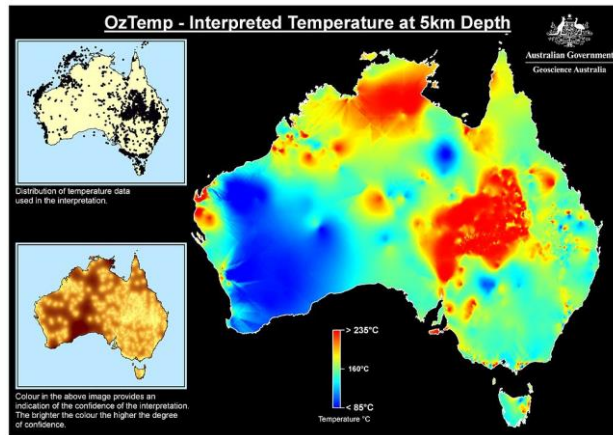 OzTemp - Interpreted Temperature at 5km Depth
Australian Government
Geoscience Australia
Distribution of temperature data
used in the interpretation.
Colour in the above image provides an
indication of the confidence of the interpretation.
The brighter the colour the higher the degree
of confidence.
> 235°C
160°C
< 85°C
Temperature °C